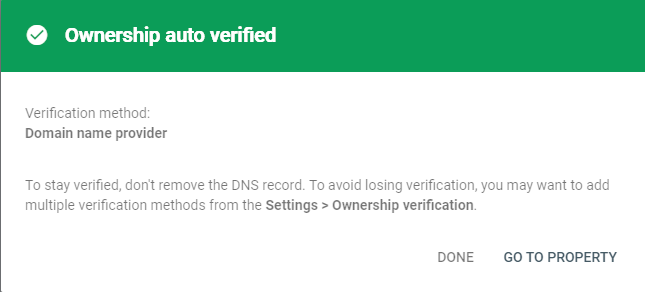 Ownership auto verified
Verification method:
Domain name provider
To stay verified, don't remove the DNS record. To avoid losing verification, you may want to add
multiple verification methods from the Settings > Ownership verification.
DONE GO TO PROPERTY